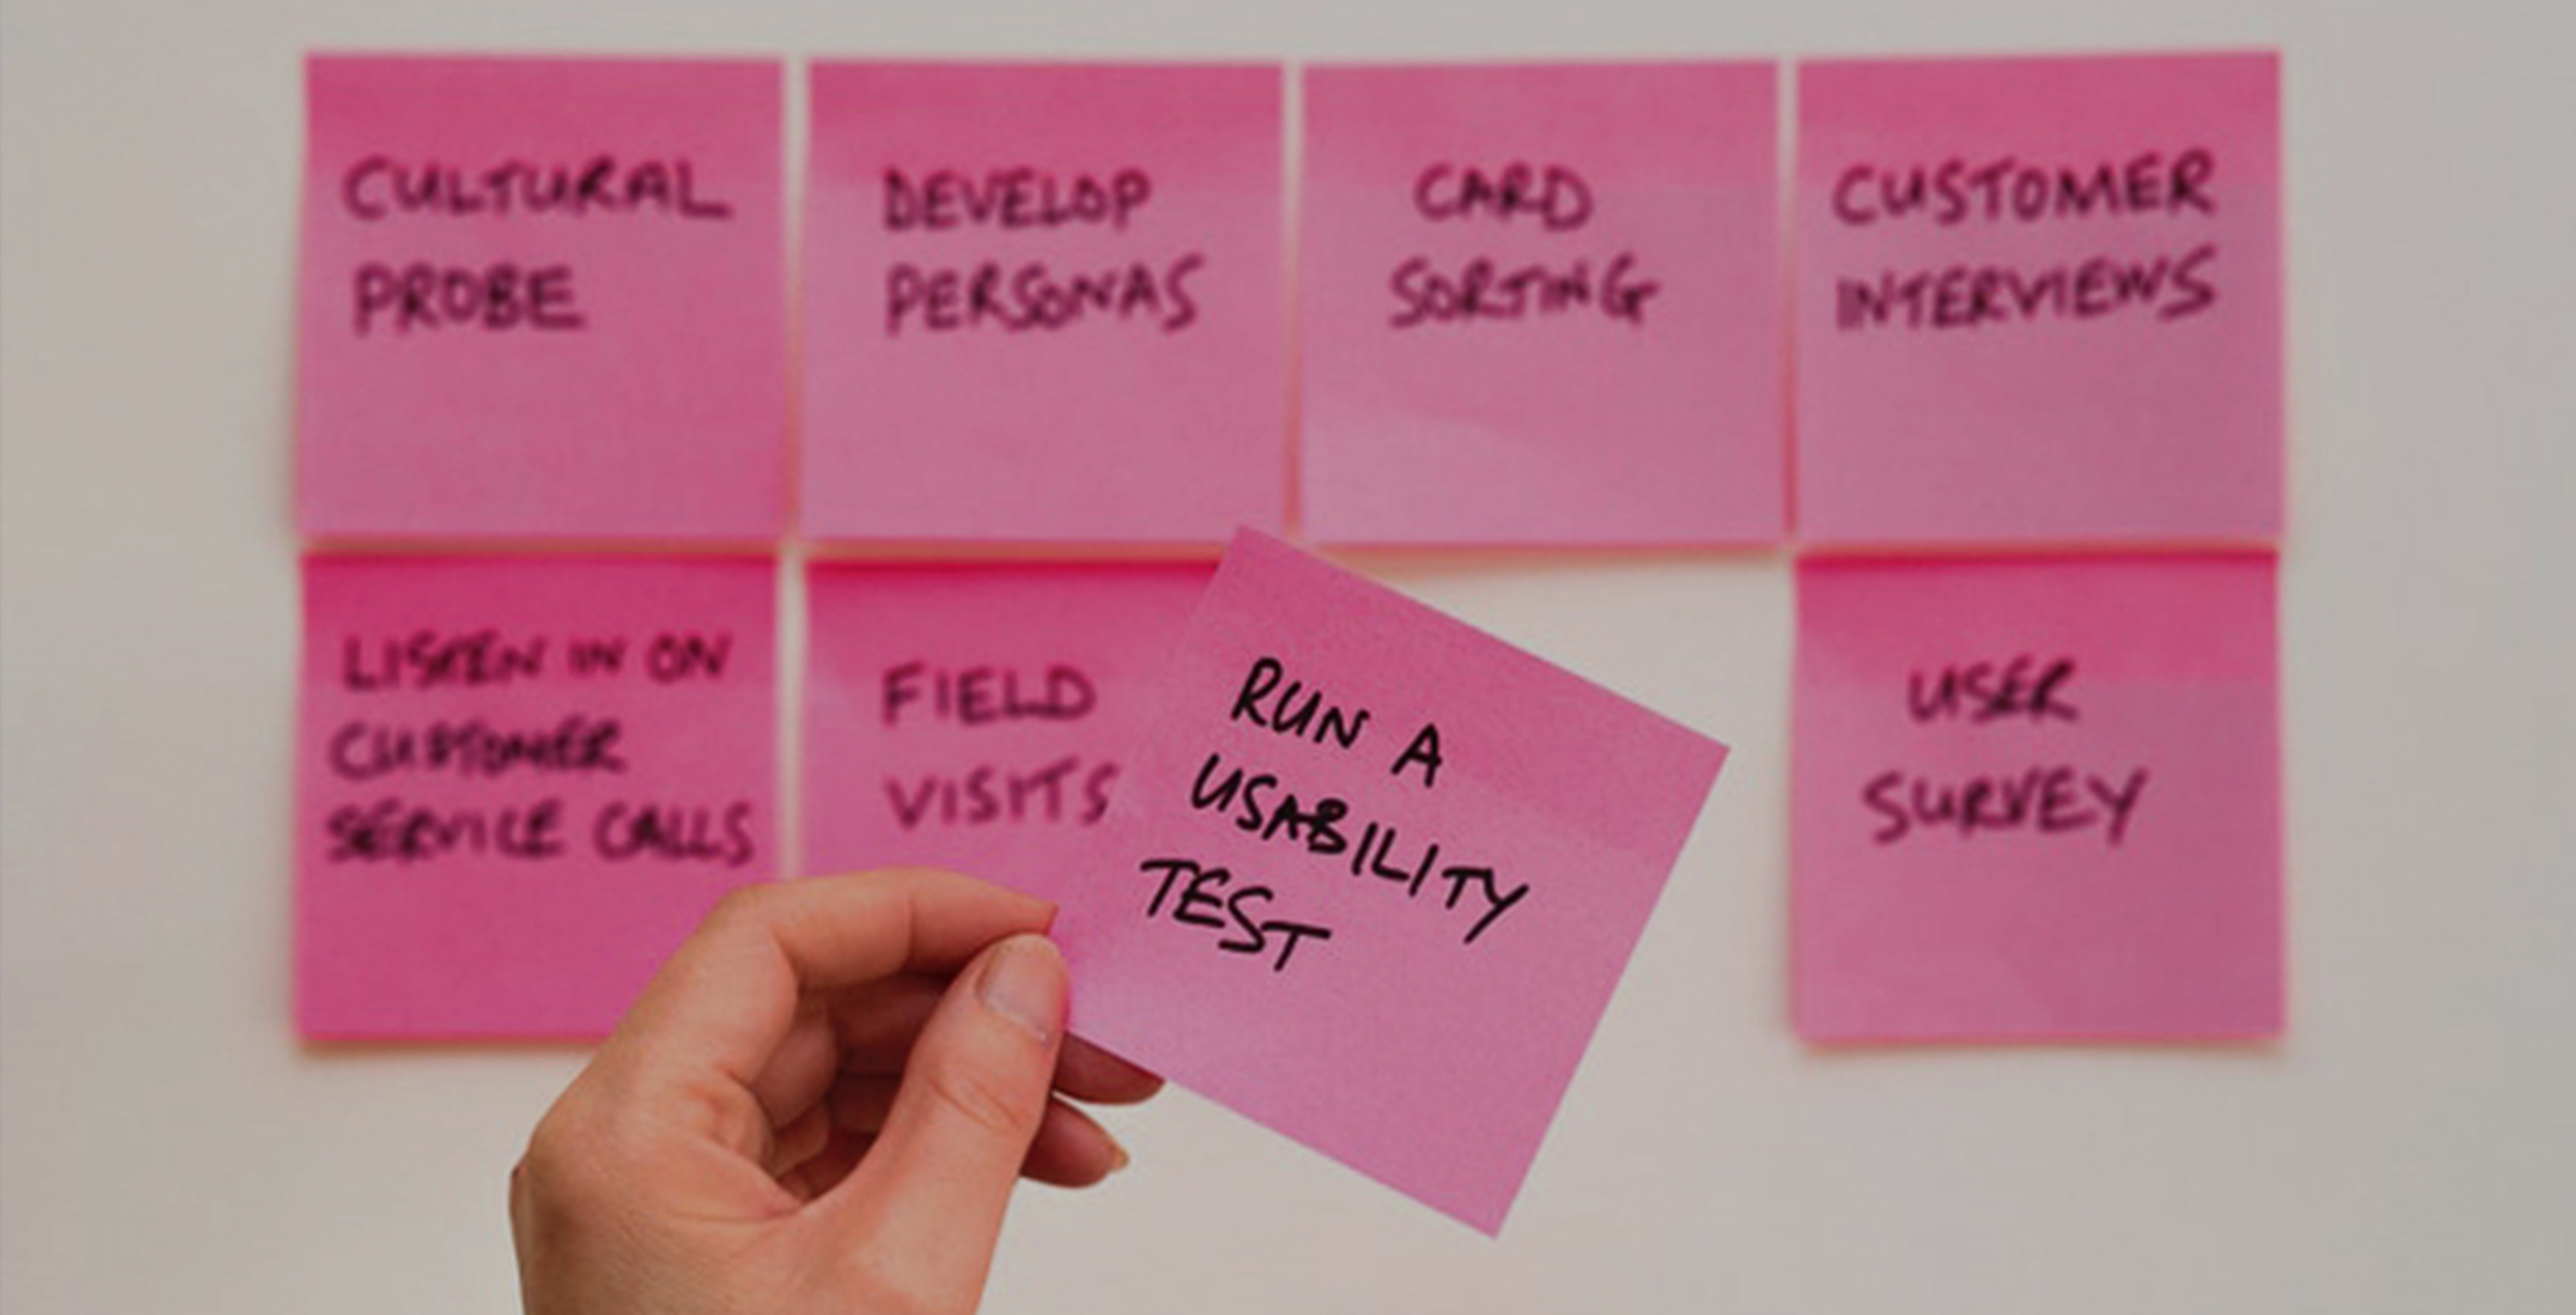 CULTURAL
PROBE
DEVELOP
PERSONAS
CARD
SORTING
CUSTOMER
INTERVIEWS
LISTEN IN ON
CUSTOMER
SERVICE CALLS
FIELD
VISITS
RUN A
USABILITY
TEST
USER
SURVEY